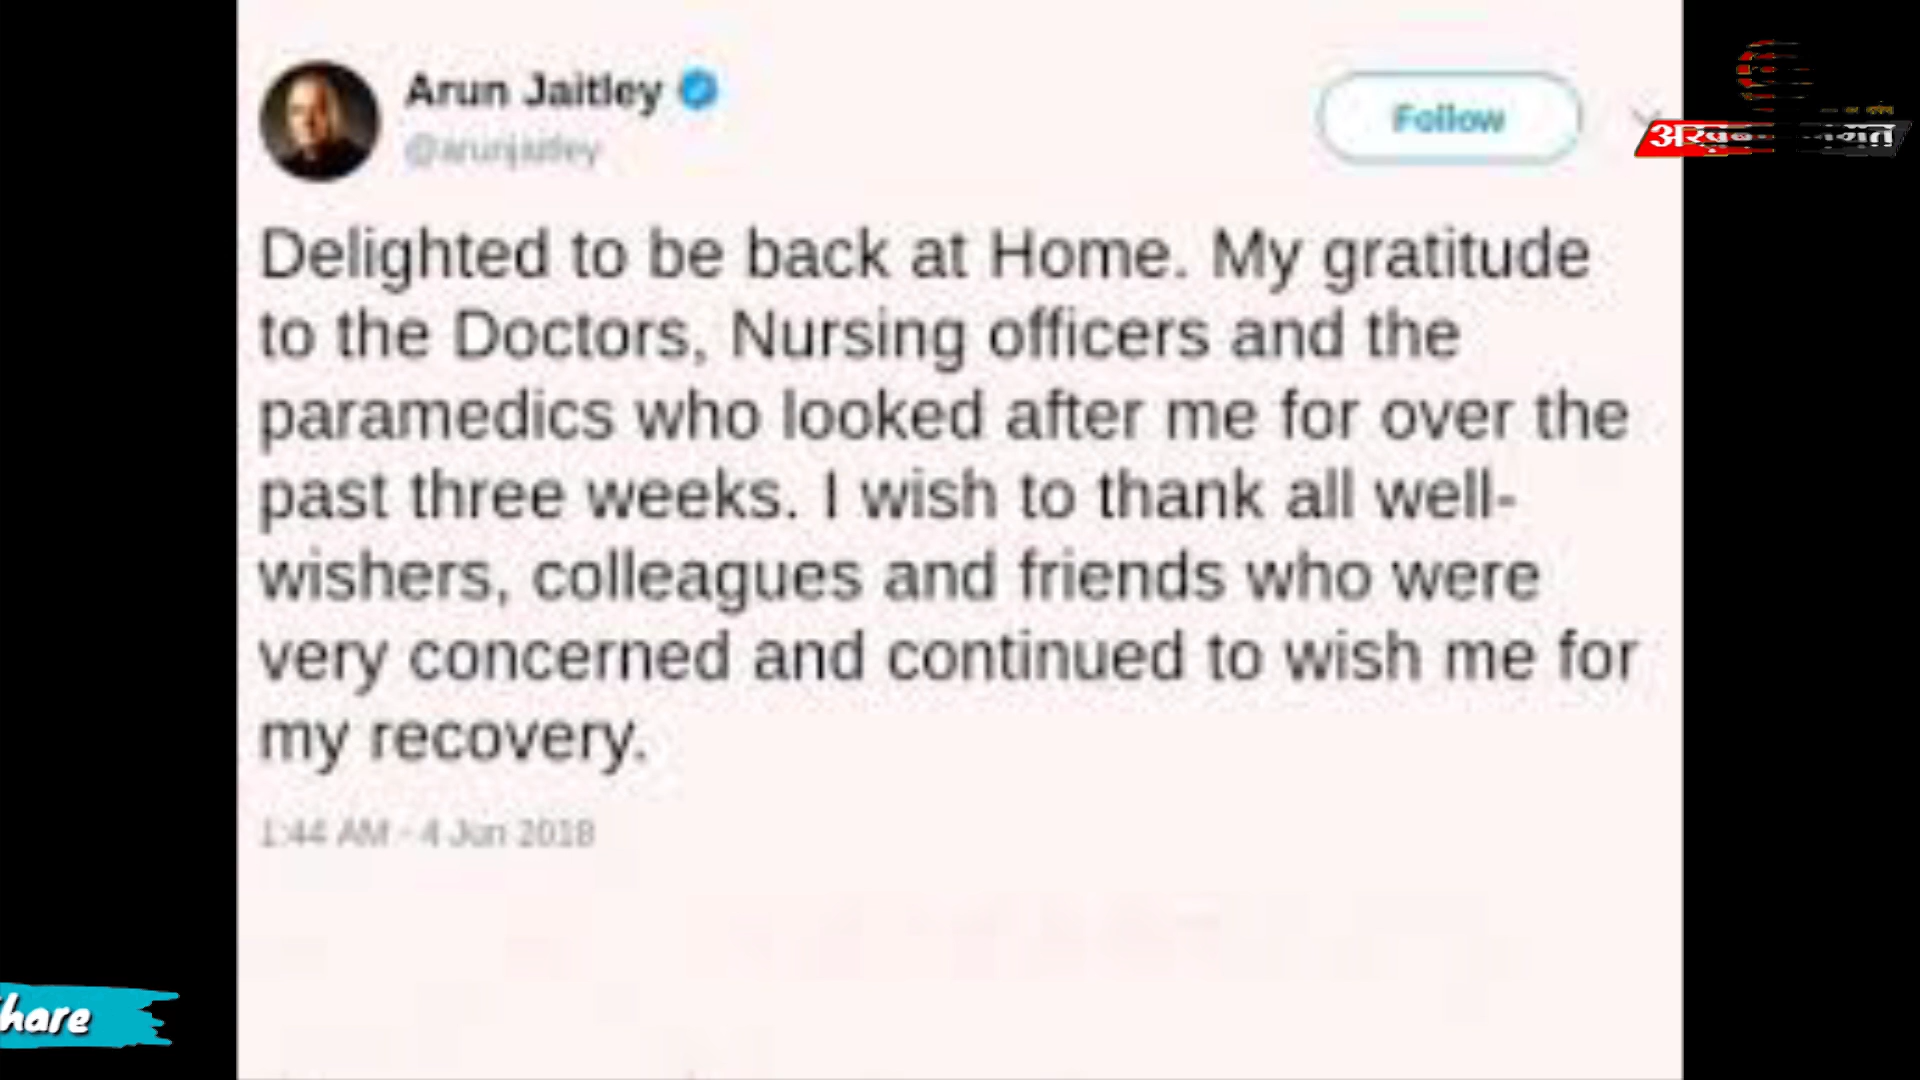 Arun Jaitley
@arunjaitley
Follow
Delighted to be back at Home. My gratitude
to the Doctors, Nursing officers and the
paramedics who looked after me for over the
past three weeks. I wish to thank all well-
wishers, colleagues and friends who were
very concerned and continued to wish me for
my recovery.
1:44 AM - 4 Jun 2018
hare